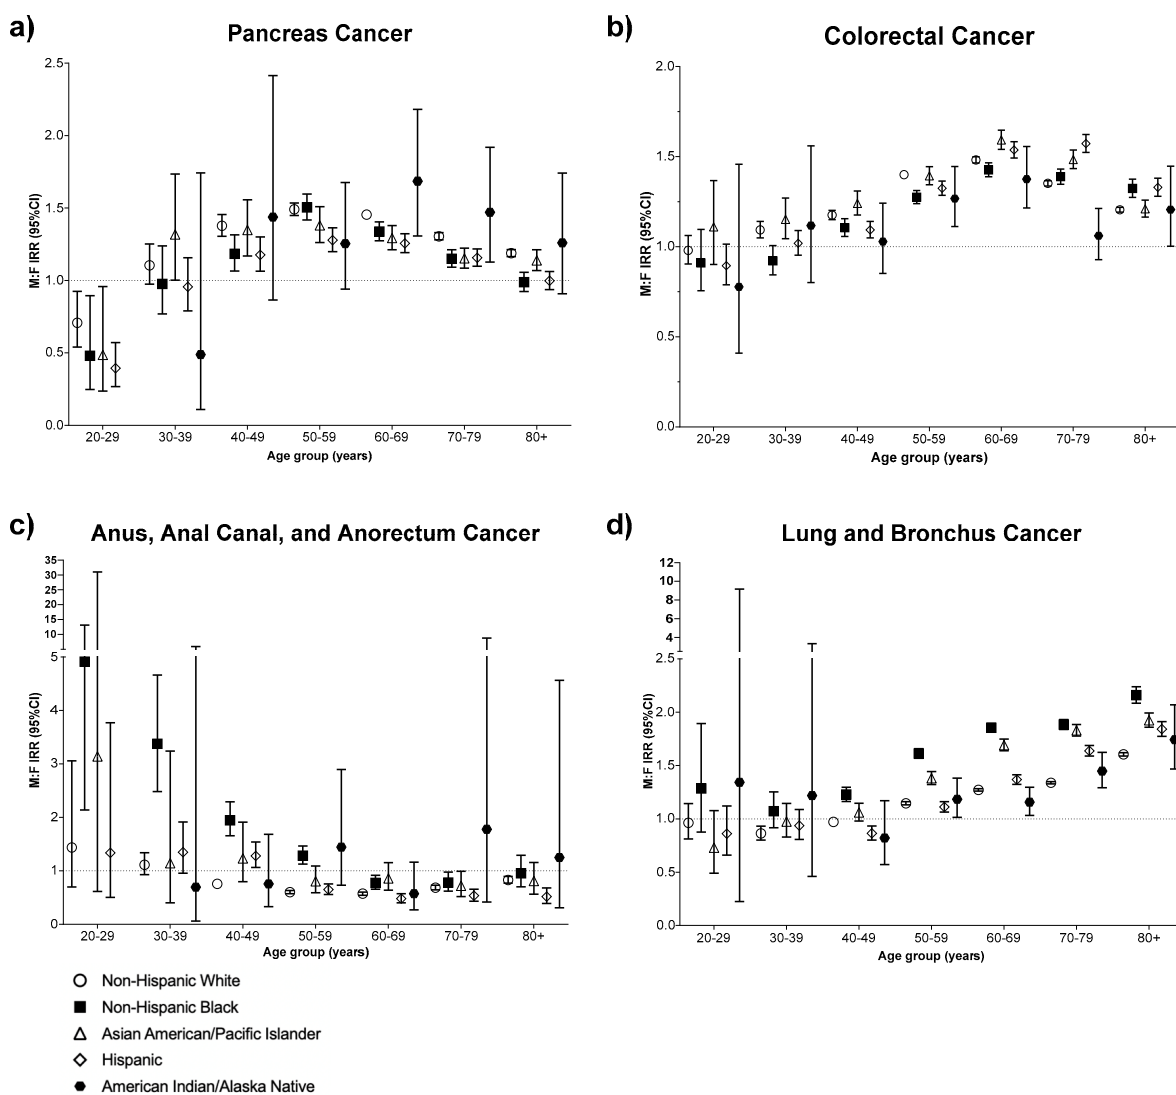 a)
Pancreas Cancer
2.5
2.0
1.5
1.0
0.5
0.0
M:F IRR (95%CI)
20-29 30-39 40-49 50-59 60-69 70-79 80+
Age group (years)
b)
Colorectal Cancer
2.0
1.5
1.0
0.5
0.0
M:F IRR (95%CI)
20-29 30-39 40-49 50-59 60-69 70-79 80+
Age group (years)
c)
Anus, Anal Canal, and Anorectum Cancer
35
30
25
20
15
10
5
4
3
2
1
0
M:F IRR (95%CI)
20-29 30-39 40-49 50-59 60-69 70-79 80+
Age group (years)
d)
Lung and Bronchus Cancer
12
10
8
6
4
2.5
2.0
1.5
1.0
0.5
0.0
M:F IRR (95%CI)
20-29 30-39 40-49 50-59 60-69 70-79 80+
Age group (years)
Non-Hispanic White
Non-Hispanic Black
Asian American/Pacific Islander
Hispanic
American Indian/Alaska Native